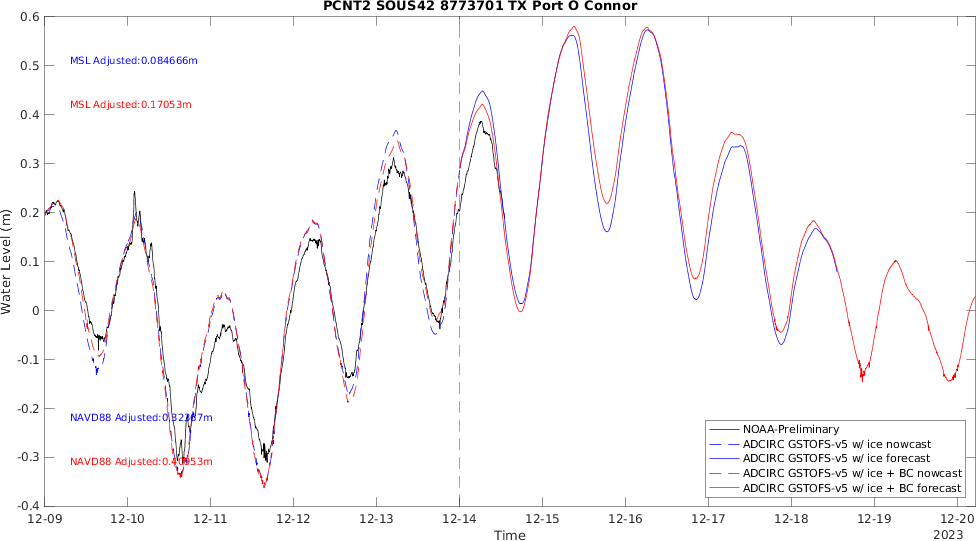 PCNT2 SOUS42 8773701 TX Port O Connor
0.6
0.5
0.4
0.3
0.2
0.1
0
-0.1
-0.2
-0.3
-0.4
Water Level (m)
MSL Adjusted:0.084666m
MSL Adjusted:0.17053m
NAVD88
NAVD88
NOAA-Preliminary
ADCIRC GSTOFS-v5 w/ ice nowcast
ADCIRC GSTOFS-v5 w/ ice forecast
ADCIRC GSTOFS-v5 w/ ice + BC nowcast
ADCIRC GSTOFS-v5 w/ ice + BC forecast
12-09 12-10 12-11 12-12 12-13 12-14 12-15 12-16 12-17 12-18 12-19 12-20
Time
2023